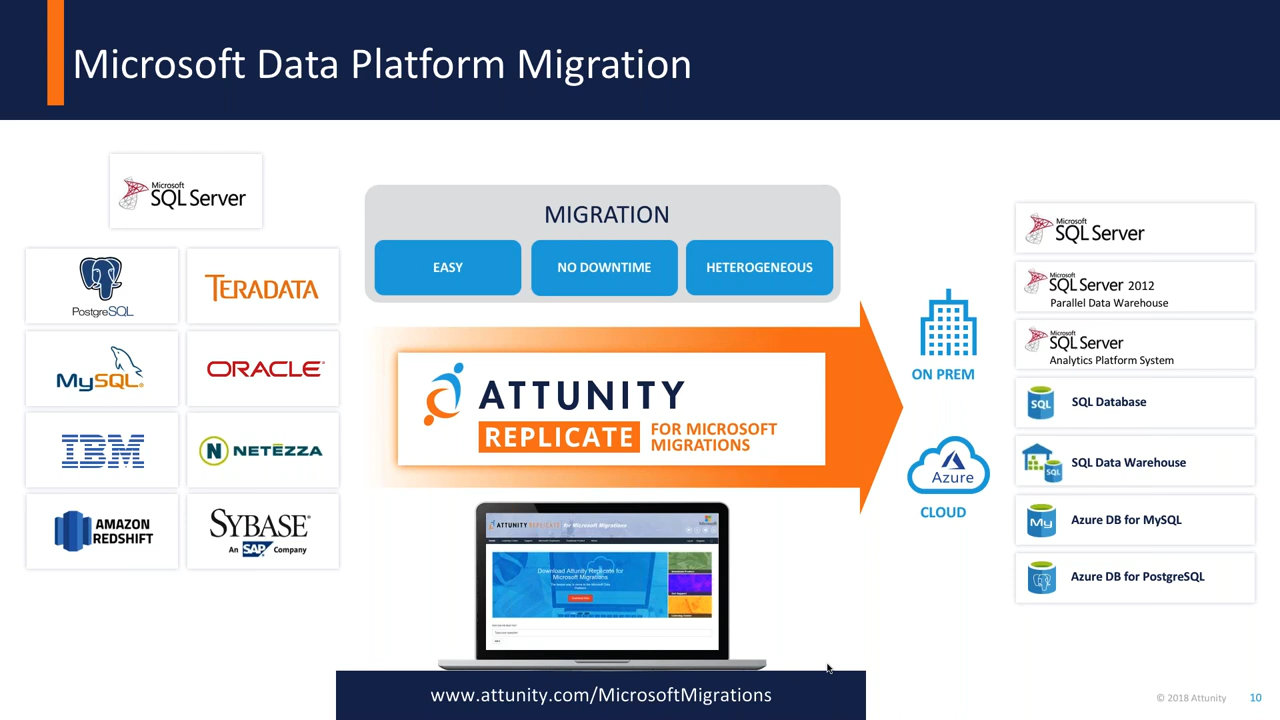 Microsoft Data Platform Migration
Microsoft
SQL Server
PostgreSQL
TERADATA
MySQL
ORACLE
IBM
N NETEZZA
AMAZON
REDSHIFT
SYBASE
An SAP Company
MIGRATION
EASY
NO DOWNTIME
HETEROGENEOUS
ATTUNITY
REPLICATE
FOR MICROSOFT
MIGRATIONS
ATTUNITY REPLICATE for Microsoft Migrations
Microsoft
Download Attunity Replicate for
Microsoft Migrations
www.attunity.com/MicrosoftMigrations
ON PREM
Azure
CLOUD
Microsoft
SQL Server
Microsoft
SQL Server 2012
Parallel Data Warehouse
Microsoft
SQL Server
Analytics Platform System
SQL
SQL Database
SQL
SQL Data Warehouse
My
Azure DB for MySQL
Azure DB for PostgreSQL
© 2018 Attunity
10